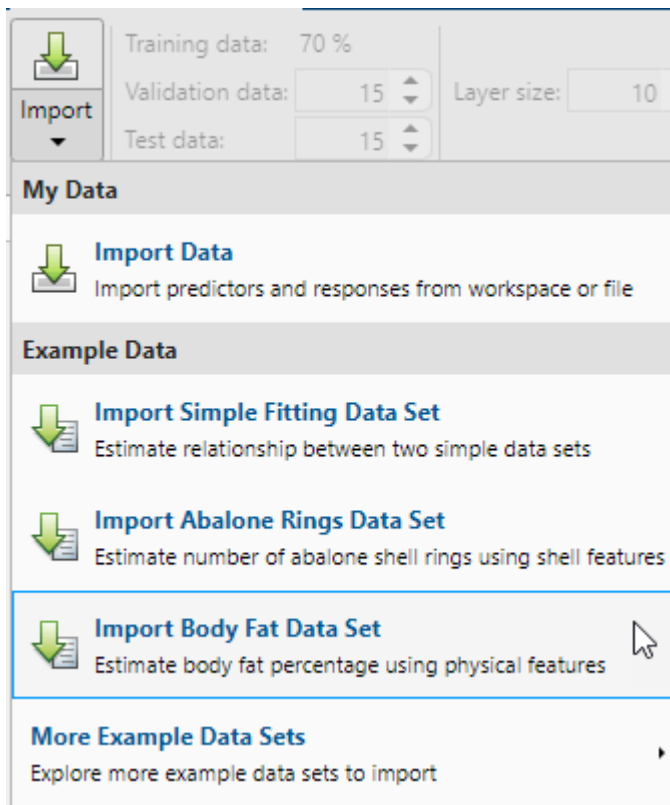 Import
Training data: 70 %
Validation data: 15
Test data: 15
Layer size: 10
My Data
Import Data
Import predictors and responses from workspace or file
Example Data
Import Simple Fitting Data Set
Estimate relationship between two simple data sets
Import Abalone Rings Data Set
Estimate number of abalone shell rings using shell features
Import Body Fat Data Set
Estimate body fat percentage using physical features
More Example Data Sets
Explore more example data sets to import